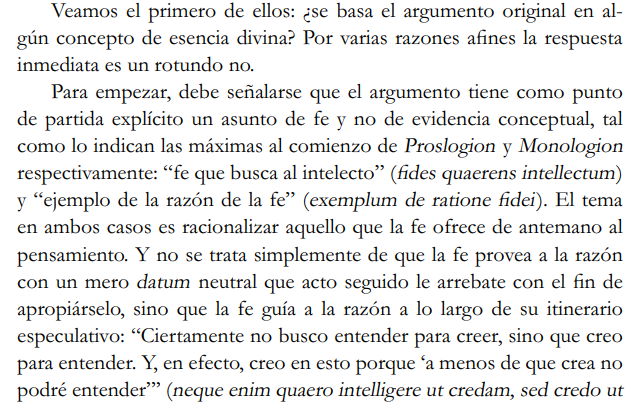 Veamos el primero de ellos: ¿se basa el argumento original en al-
gún concepto de esencia divina? Por varias razones afines la respuesta
inmediata es un rotundo no.
Para empezar, debe señalarse que el argumento tiene como punto
de partida explícito un asunto de fe y no de evidencia conceptual, tal
como lo indican las máximas al comienzo de Proslogion y Monologion
respectivamente: “fe que busca al intelecto” (fides quaerens intellectum)
y “ejemplo de la razón de la fe” (exemplum de ratione fidei). El tema
en ambos casos es racionalizar aquello que la fe ofrece de antemano al
pensamiento. Y no se trata simplemente de que la fe provea a la razón
con un mero datum neutral que acto seguido le arrebate con el fin de
apropiárselo, sino que la fe guía a la razón a lo largo de su itinerario
especulativo: “Ciertamente no busco entender para creer, sino que creo
para entender. Y, en efecto, creo en esto porque ‘a menos de que crea no
podré entender’” (neque enim quaero intelligere ut credam, sed credo ut